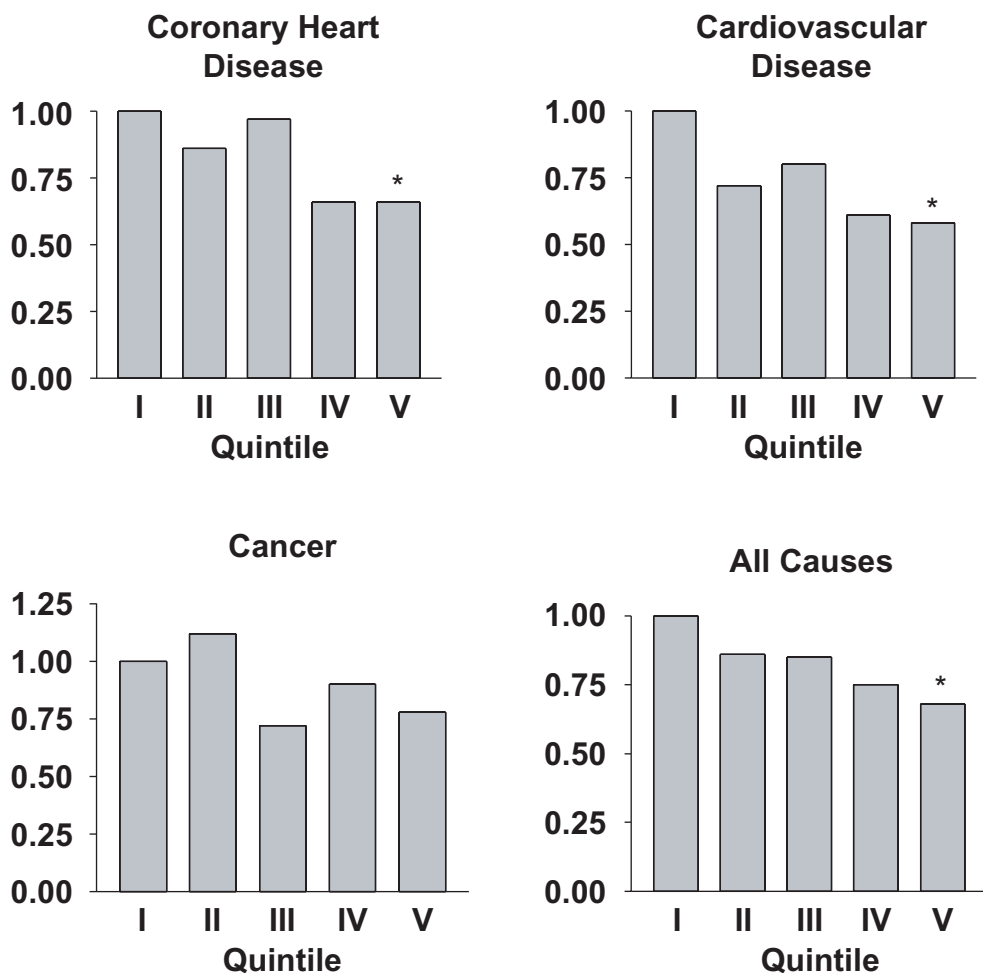 Coronary Heart
Disease
1.00
0.75
0.50
0.25
0.00
*
I II III IV V
Quintile
Cardiovascular
Disease
1.00
0.75
0.50
0.25
0.00
*
I II III IV V
Quintile
Cancer
1.25
1.00
0.75
0.50
0.25
0.00
I II III IV V
Quintile
All Causes
1.00
0.75
0.50
0.25
0.00
*
I II III IV V
Quintile